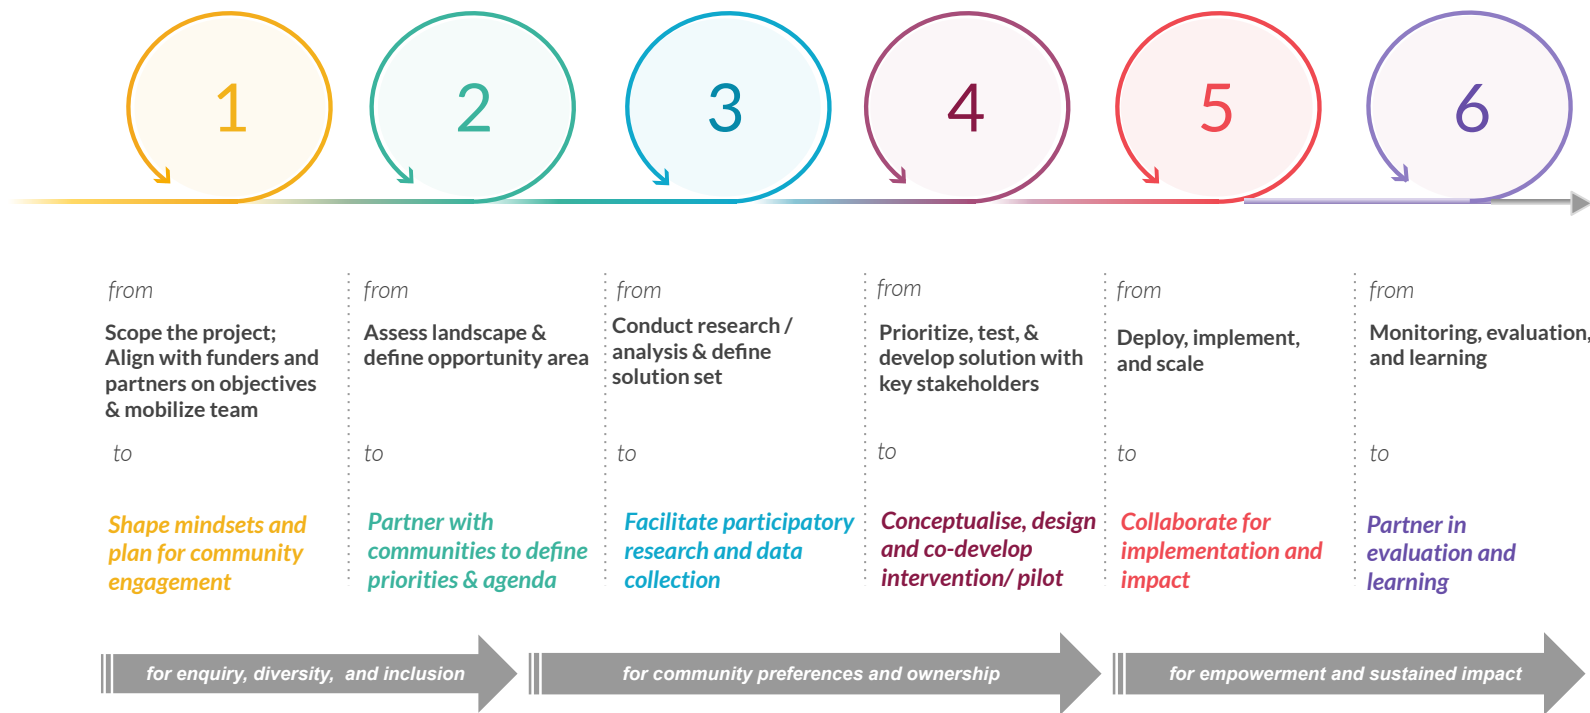 1
2
3
4
5
6
from
Scope the project;
Align with funders and
partners on objectives
& mobilize team
to
Shape mindsets and
plan for community
engagement
from
Assess landscape &
define opportunity area
to
Partner with
communities to define
priorities & agenda
from
Conduct research /
analysis & define
solution set
to
Facilitate participatory
research and data
collection
from
Prioritize, test, &
develop solution with
key stakeholders
to
Conceptualise, design
and co-develop
intervention/ pilot
from
Deploy, implement,
and scale
to
Collaborate for
implementation and
impact
from
Monitoring, evaluation,
and learning
to
Partner in
evaluation and
learning
for enquiry, diversity,  and inclusion
for community preferences and ownership
for empowerment and sustained impact